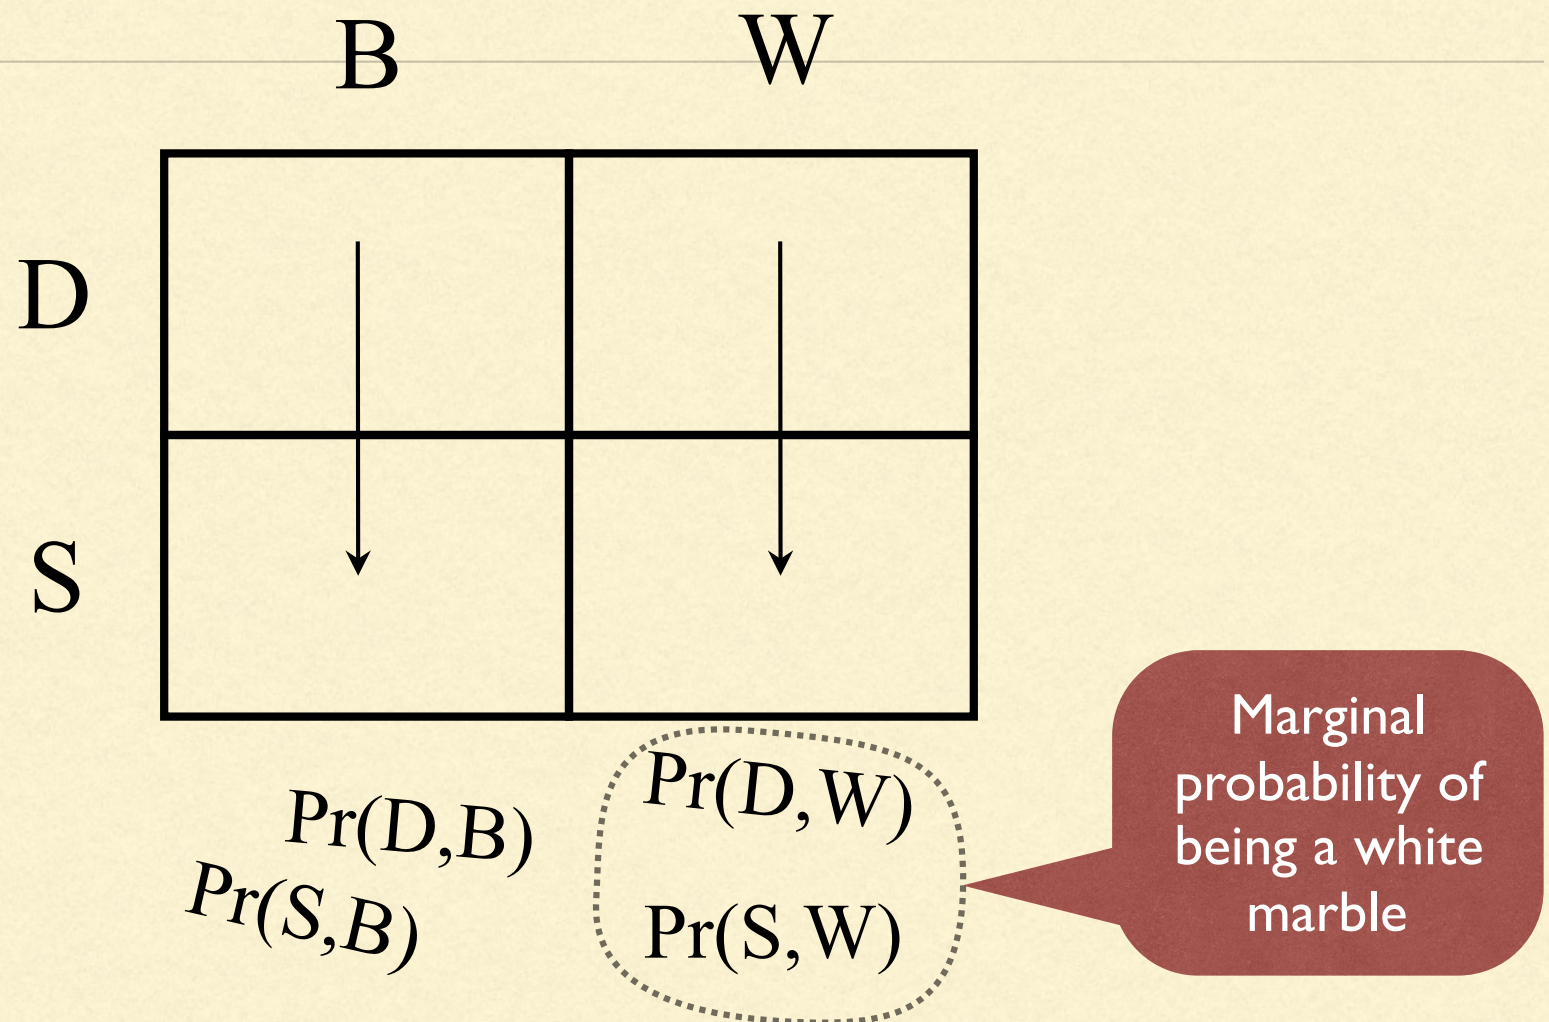 B
W
D
S
Pr(D,B)
Pr(S,B)
Pr(D,W)
Pr(S,W)
Marginal
probability of
being a white
marble